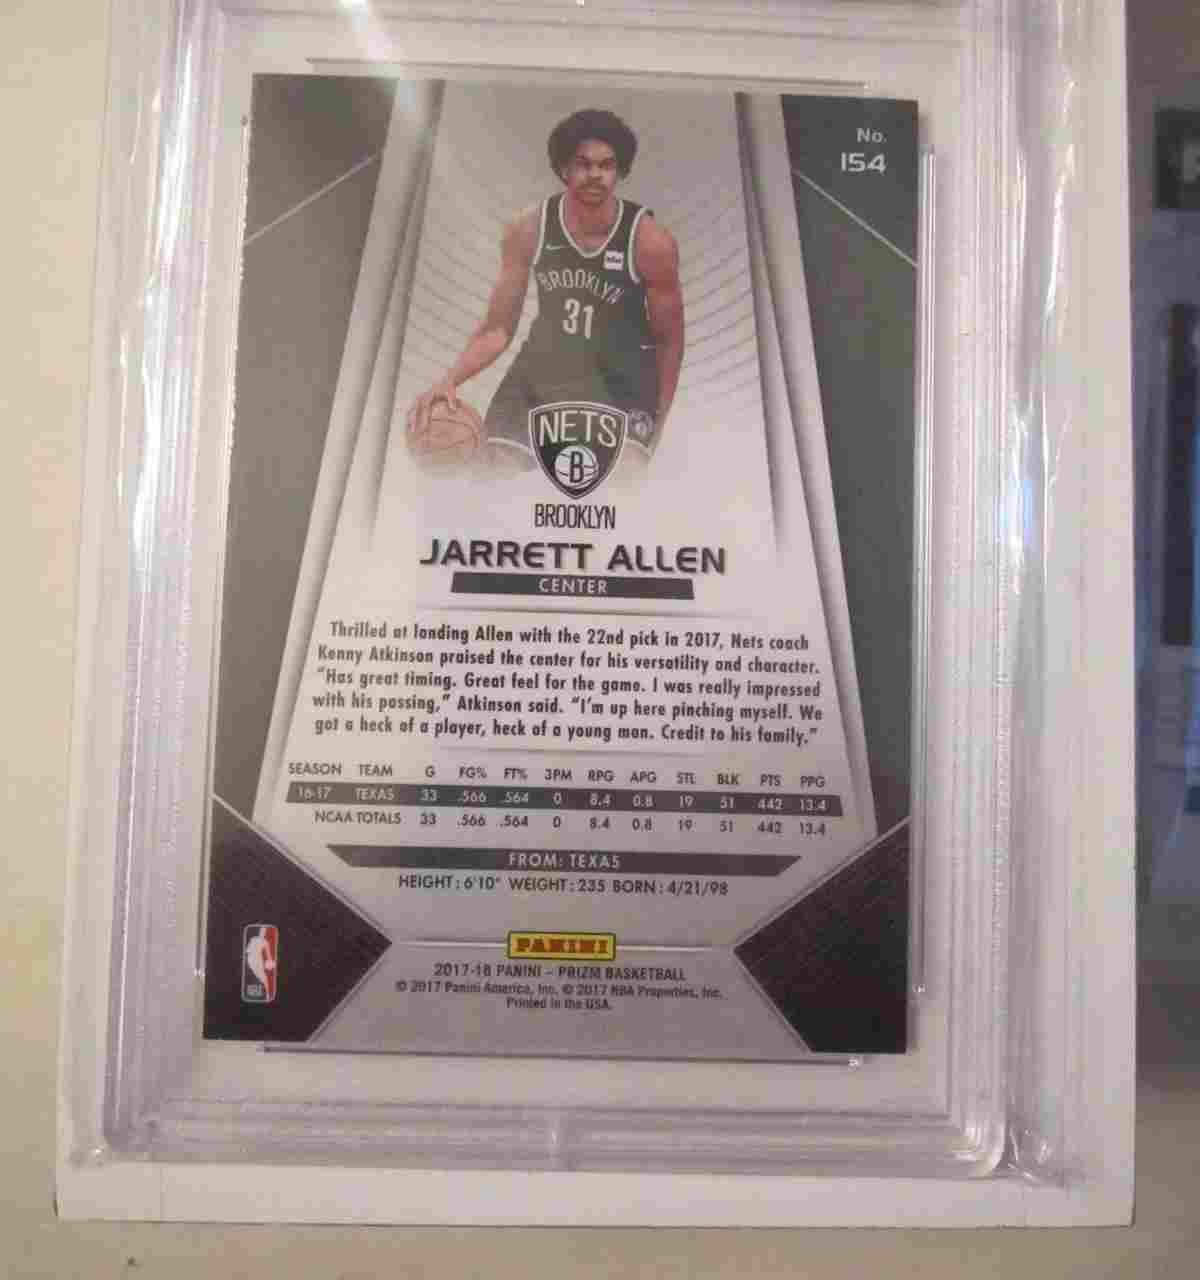 No.
154
BROOKLYN
31
NETS
B
BROOKLYN
JARRETT ALLEN
CENTER
Thrilled at landing Allen with the 22nd pick in 2017, Nets coach
Kenny Atkinson praised the center for his versatility and character.
"Has great timing. Great feel for the game. I was really impressed
with his passing," Atkinson said. "I'm up here pinching myself. We
got a heck of a player, heck of a young man. Credit to his family."
SEASON TEAM G FG% FT% 3PM RPG APG STL BLK PTS PPG
16-17 TEXAS 33 .566 .564 0 8.4 0.8 19 51 442 13.4
NCAA TOTALS 33 .566 .564 0 8.4 0.8 19 51 442 13.4
FROM: TEXAS
HEIGHT: 6'10" WEIGHT: 235 BORN: 4/21/98
PANINI
NBA
2017-18 PANINI – PRIZM BASKETBALL
© 2017 Panini America, Inc. © 2017 NBA Properties, Inc.
Printed in the USA.